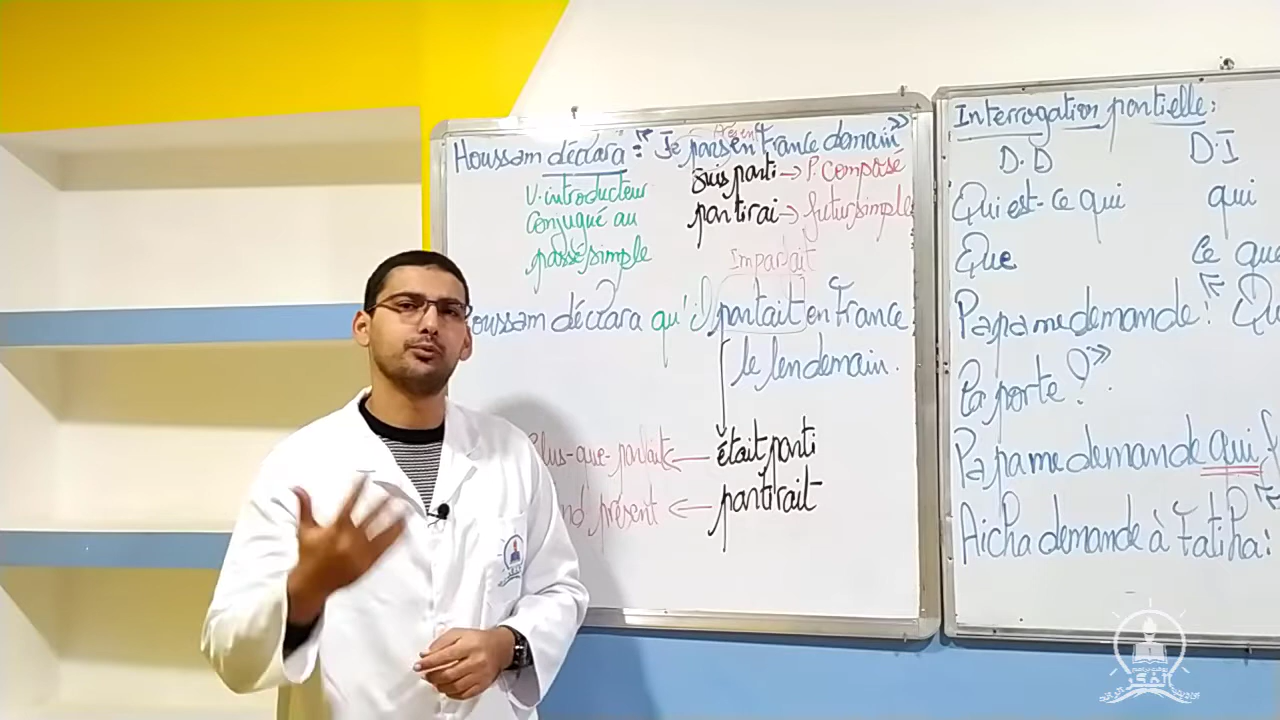 Houssam déclara : « Je pars en France demain »
Présent
suis parti → P. composé
V. introducteur
conjugué au
passé simple
partirai → futur simple
Imparfait
Houssam déclara qu'il partait en France
le lendemain.
Plus-que-parfait ← était parti
présent ← partirait
Interrogation partielle :
D.D D.I
Qui est-ce qui qui
Que ce que
Papa me demande : «
la porte ? »
Papa me demande qui
Aicha demande à Fatiha : «